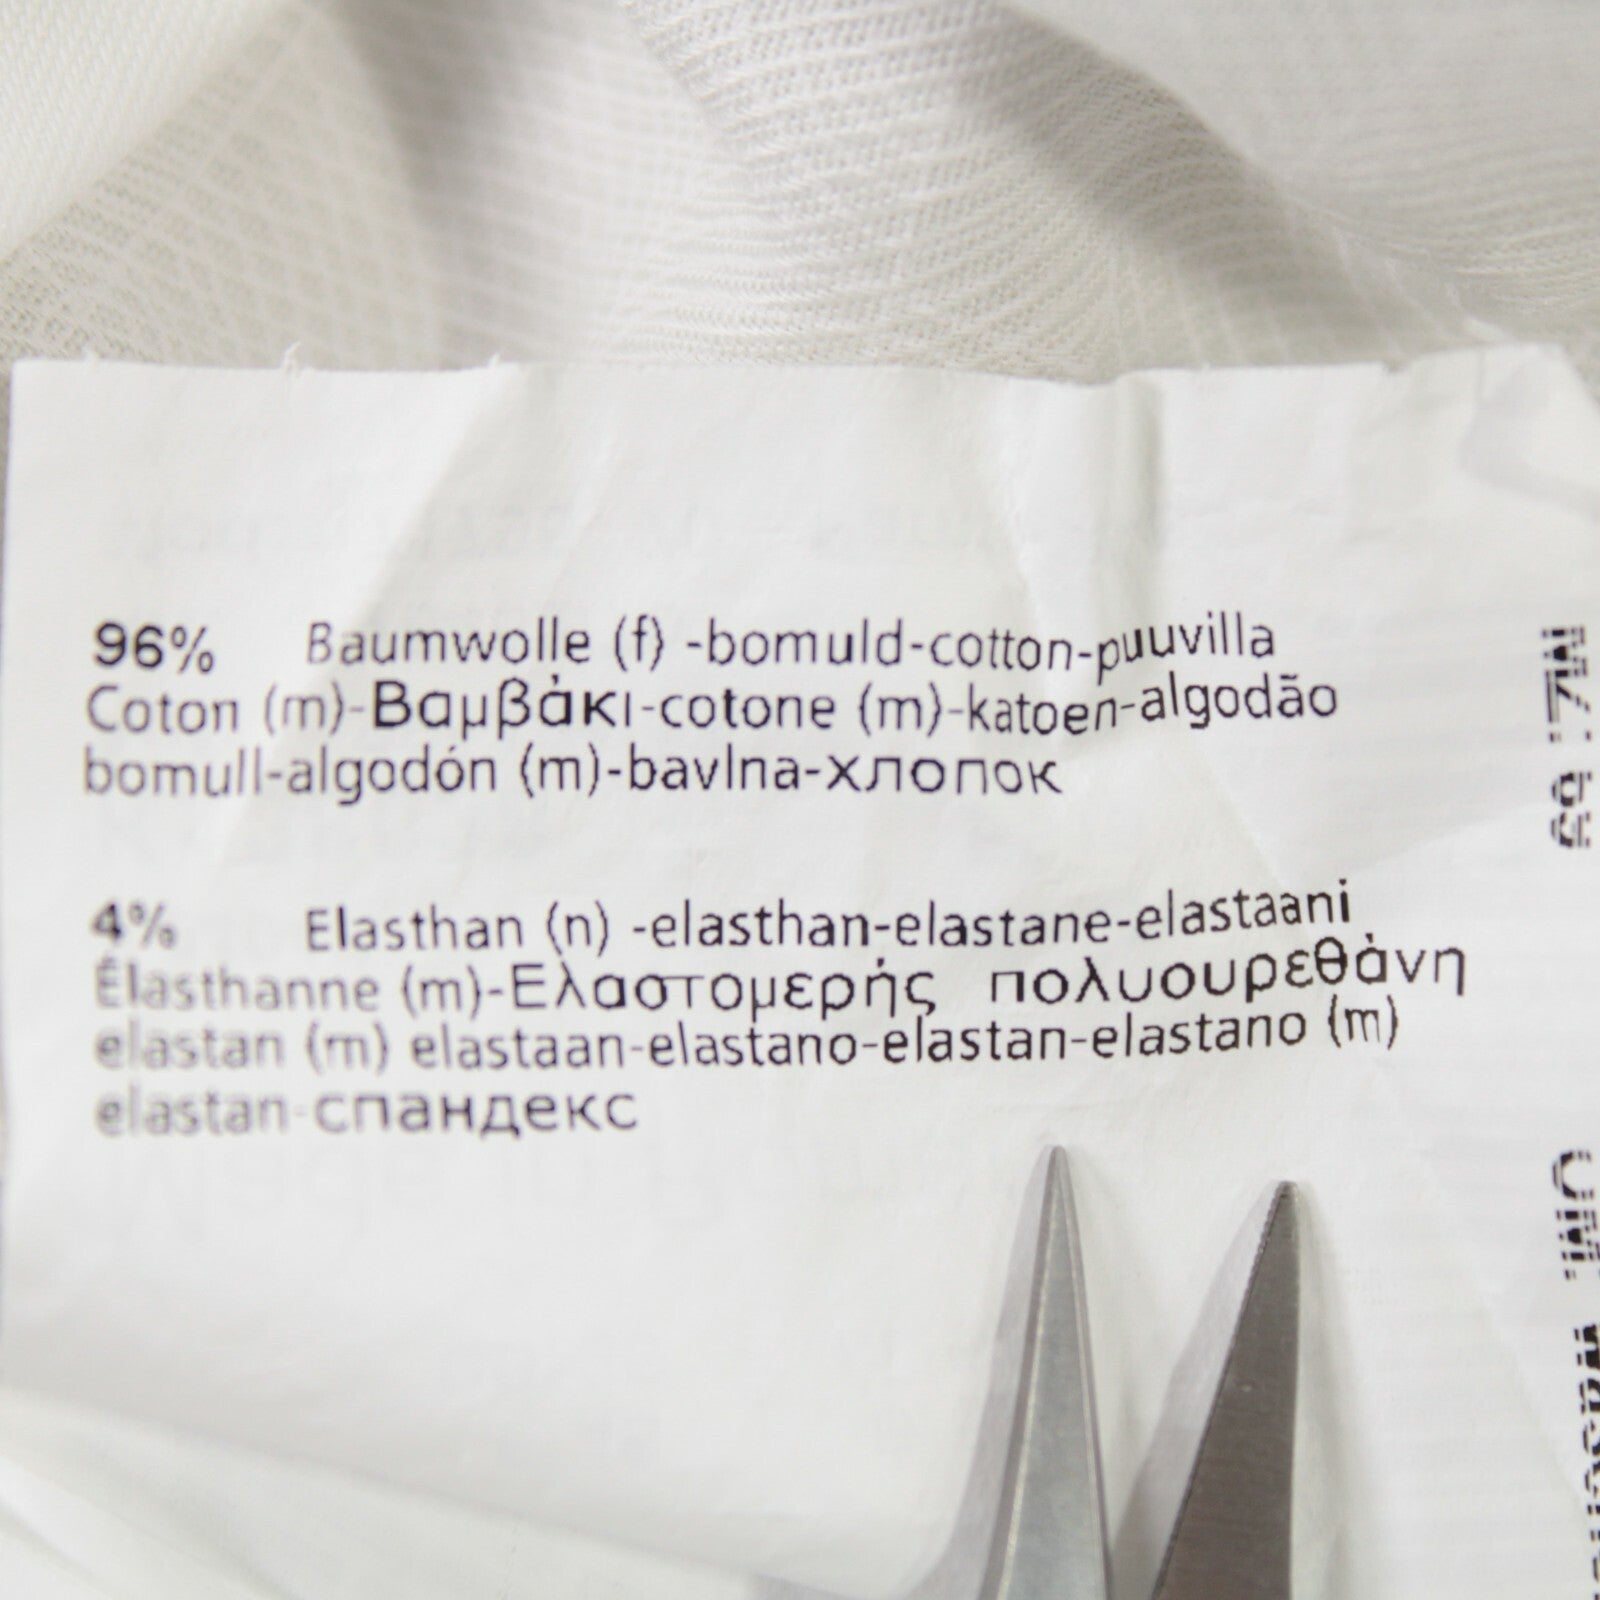 96% Baumwolle (f) -bomuld-cotton-puuvilla
Coton (m)-Βαμβάκι-cotone (m)-katoen-algodão
bomull-algodón (m)-bavlna-хлопок
4% Elasthan (n) -elasthan-elastane-elastaani
Élasthanne (m)-Ελαστομερής πολυουρεθάνη
elastan (m) elastaan-elastano-elastan-elastano (m)
elastan-спандекс